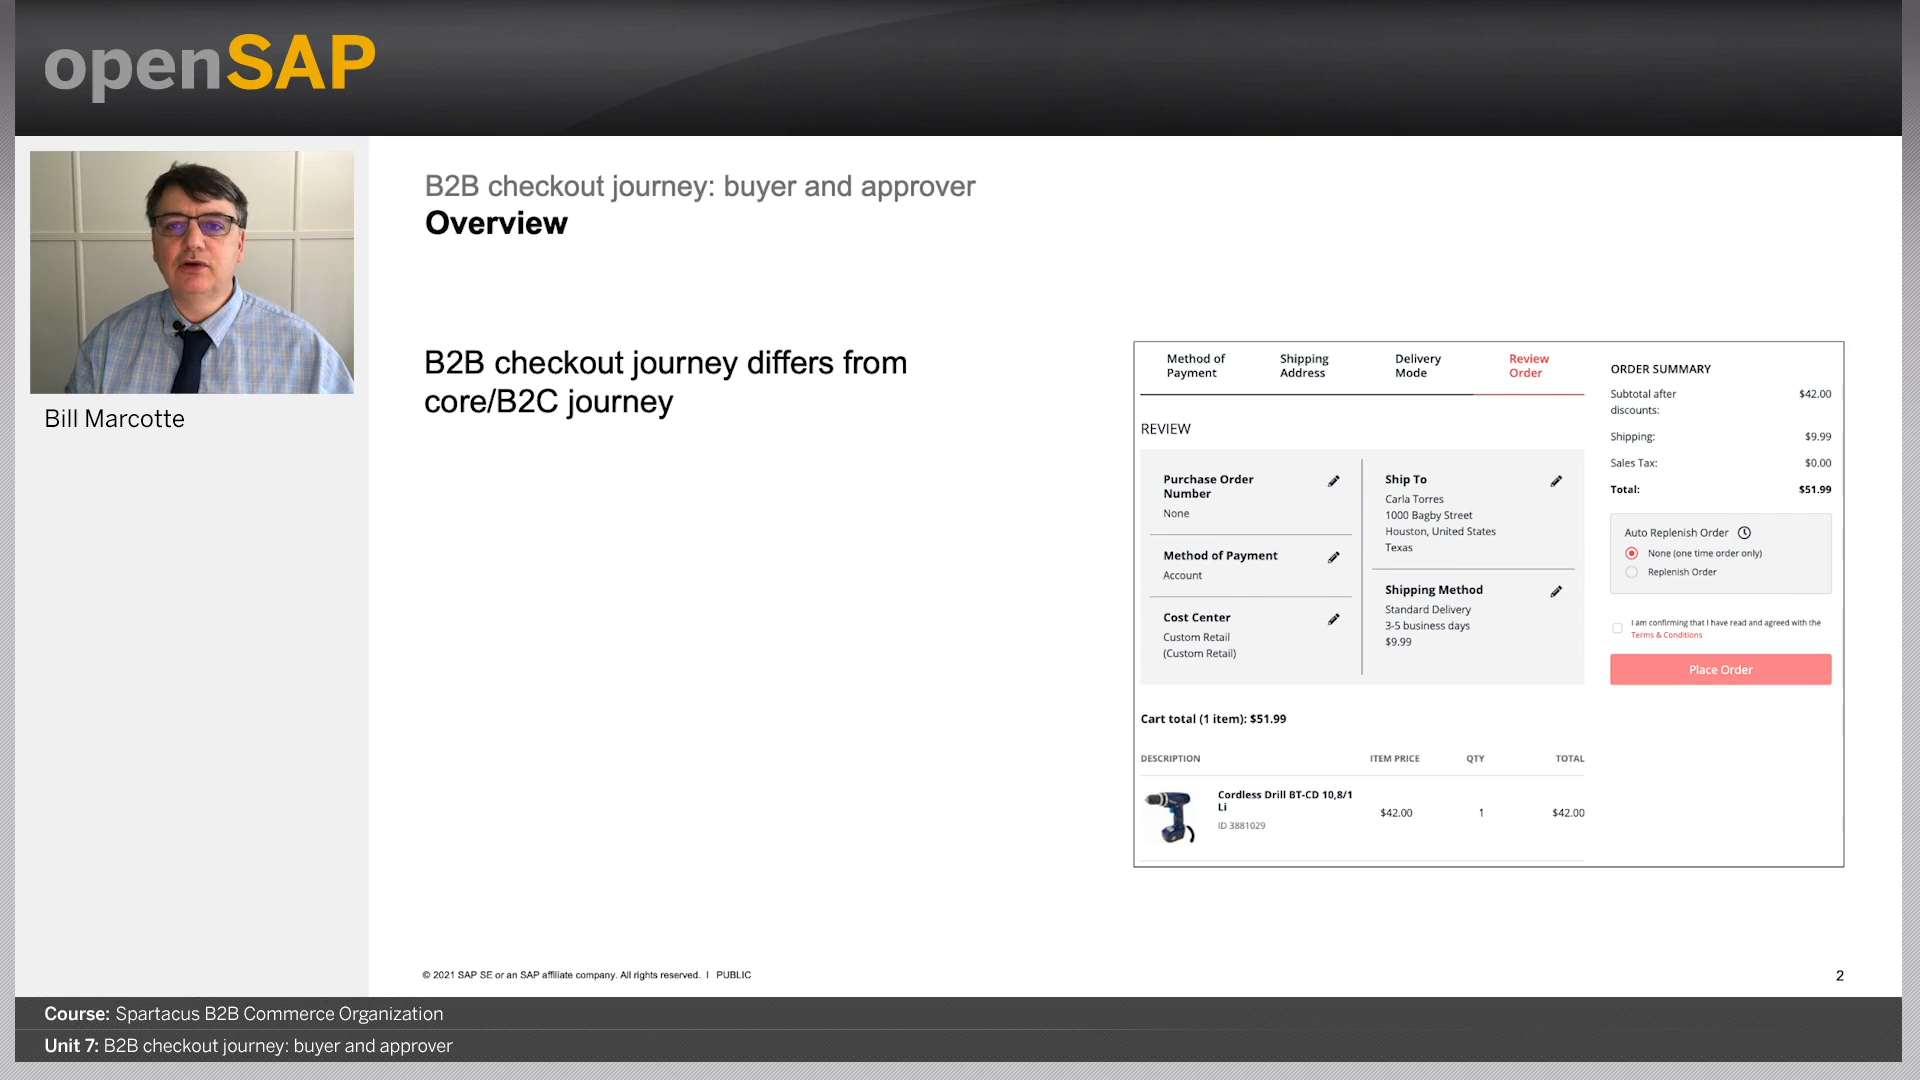 openSAP
Bill Marcotte
B2B checkout journey: buyer and approver
Overview
B2B checkout journey differs from
core/B2C journey
Method of
Payment
Shipping
Address
Delivery
Mode
Review
Order
REVIEW
Purchase Order
Number
None
Method of Payment
Account
Cost Center
Custom Retail
(Custom Retail)
Ship To
Carla Torres
1000 Bagby Street
Houston, United States
Texas
Shipping Method
Standard Delivery
3-5 business days
$9.99
ORDER SUMMARY
Subtotal after
discounts: $42.00
Shipping: $9.99
Sales Tax: $0.00
Total: $51.99
Auto Replenish Order
None (one time order only)
Replenish Order
I am confirming that I have read and agreed with the
Terms & Conditions
Place Order
Cart total (1 item): $51.99
DESCRIPTION ITEM PRICE QTY TOTAL
Cordless Drill BT-CD 10,8/1
Li
ID 3881029
$42.00 1 $42.00
© 2021 SAP SE or an SAP affiliate company. All rights reserved. I PUBLIC
2
Course: Spartacus B2B Commerce Organization
Unit 7: B2B checkout journey: buyer and approver